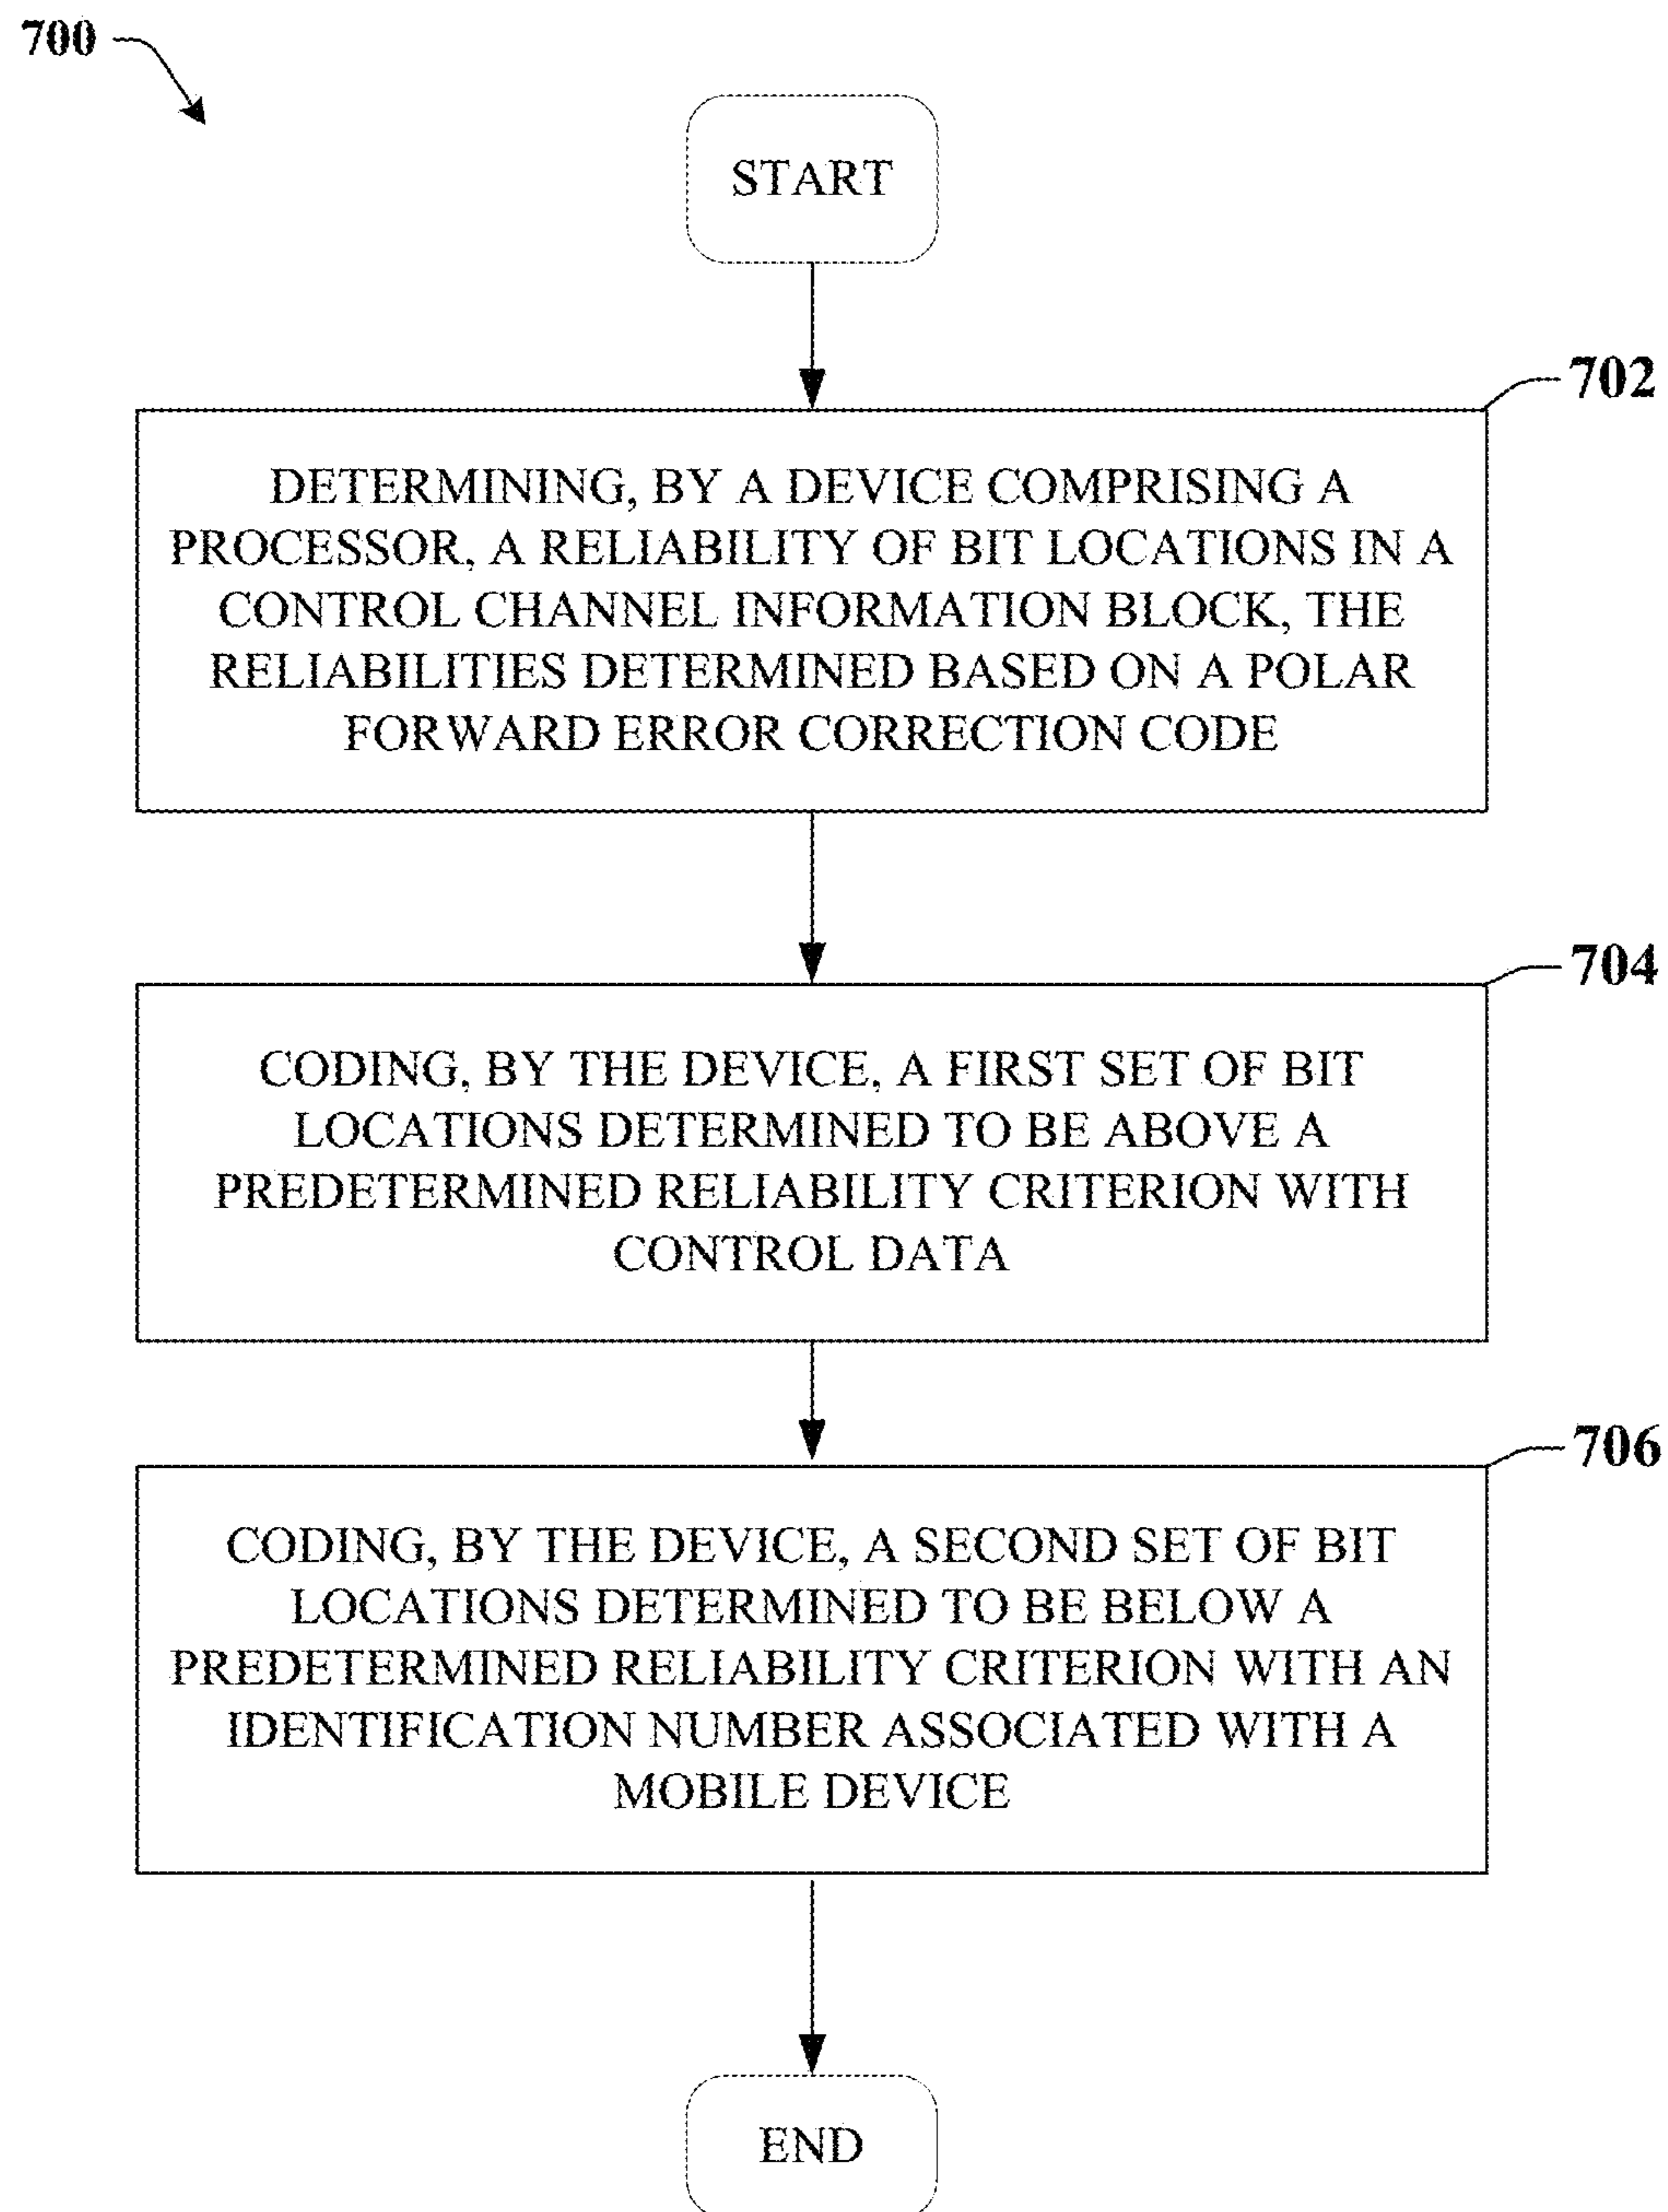 700
START
702
DETERMINING, BY A DEVICE COMPRISING A
PROCESSOR, A RELIABILITY OF BIT LOCATIONS IN A
CONTROL CHANNEL INFORMATION BLOCK, THE
RELIABILITIES DETERMINED BASED ON A POLAR
FORWARD ERROR CORRECTION CODE
704
CODING, BY THE DEVICE, A FIRST SET OF BIT
LOCATIONS DETERMINED TO BE ABOVE A
PREDETERMINED RELIABILITY CRITERION WITH
CONTROL DATA
706
CODING, BY THE DEVICE, A SECOND SET OF BIT
LOCATIONS DETERMINED TO BE BELOW A
PREDETERMINED RELIABILITY CRITERION WITH AN
IDENTIFICATION NUMBER ASSOCIATED WITH A
MOBILE DEVICE
END